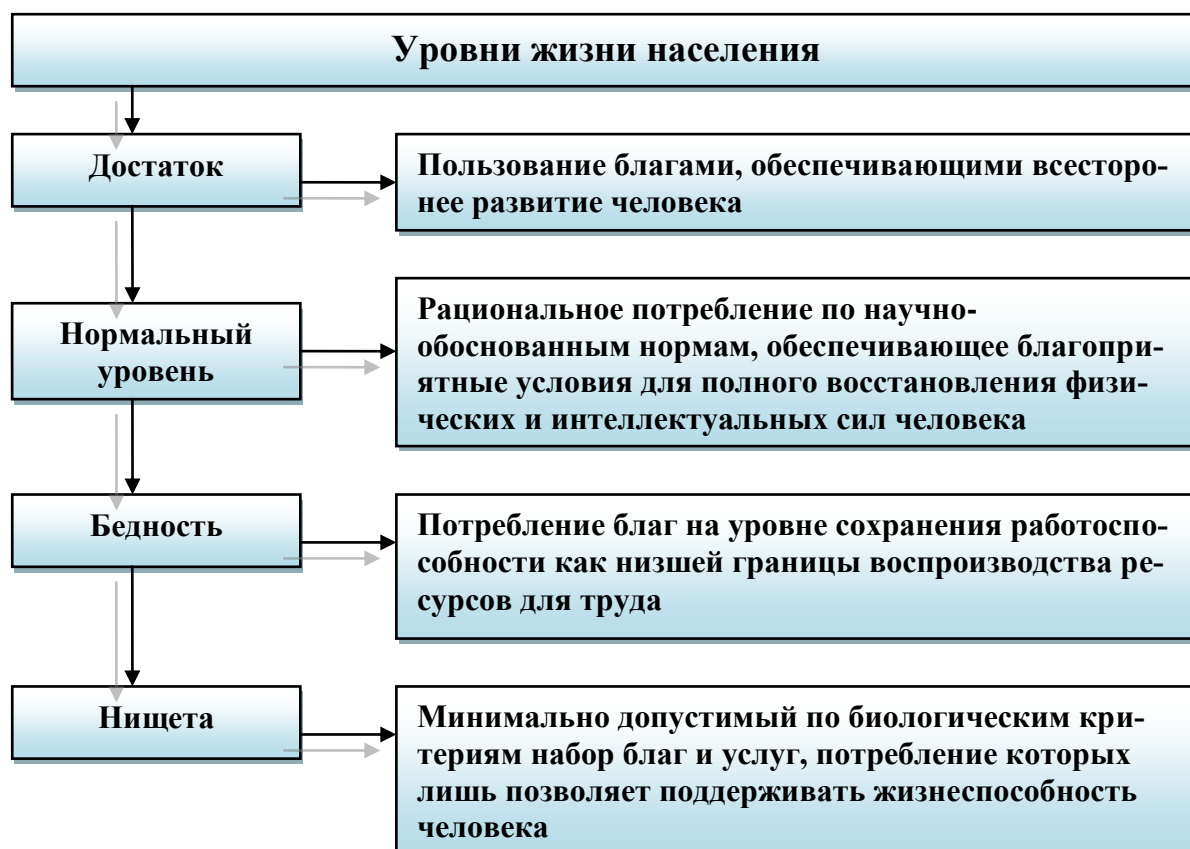 Уровни жизни населения
Достаток
Пользование благами, обеспечивающими всесторо-
нее развитие человека
Нормальный
уровень
Рациональное потребление по научно-
обоснованным нормам, обеспечивающее благопри-
ятные условия для полного восстановления физи-
ческих и интеллектуальных сил человека
Бедность
Потребление благ на уровне сохранения работоспо-
собности как низшей границы воспроизводства ре-
сурсов для труда
Нищета
Минимально допустимый по биологическим кри-
териям набор благ и услуг, потребление которых
лишь позволяет поддерживать жизнеспособность
человека